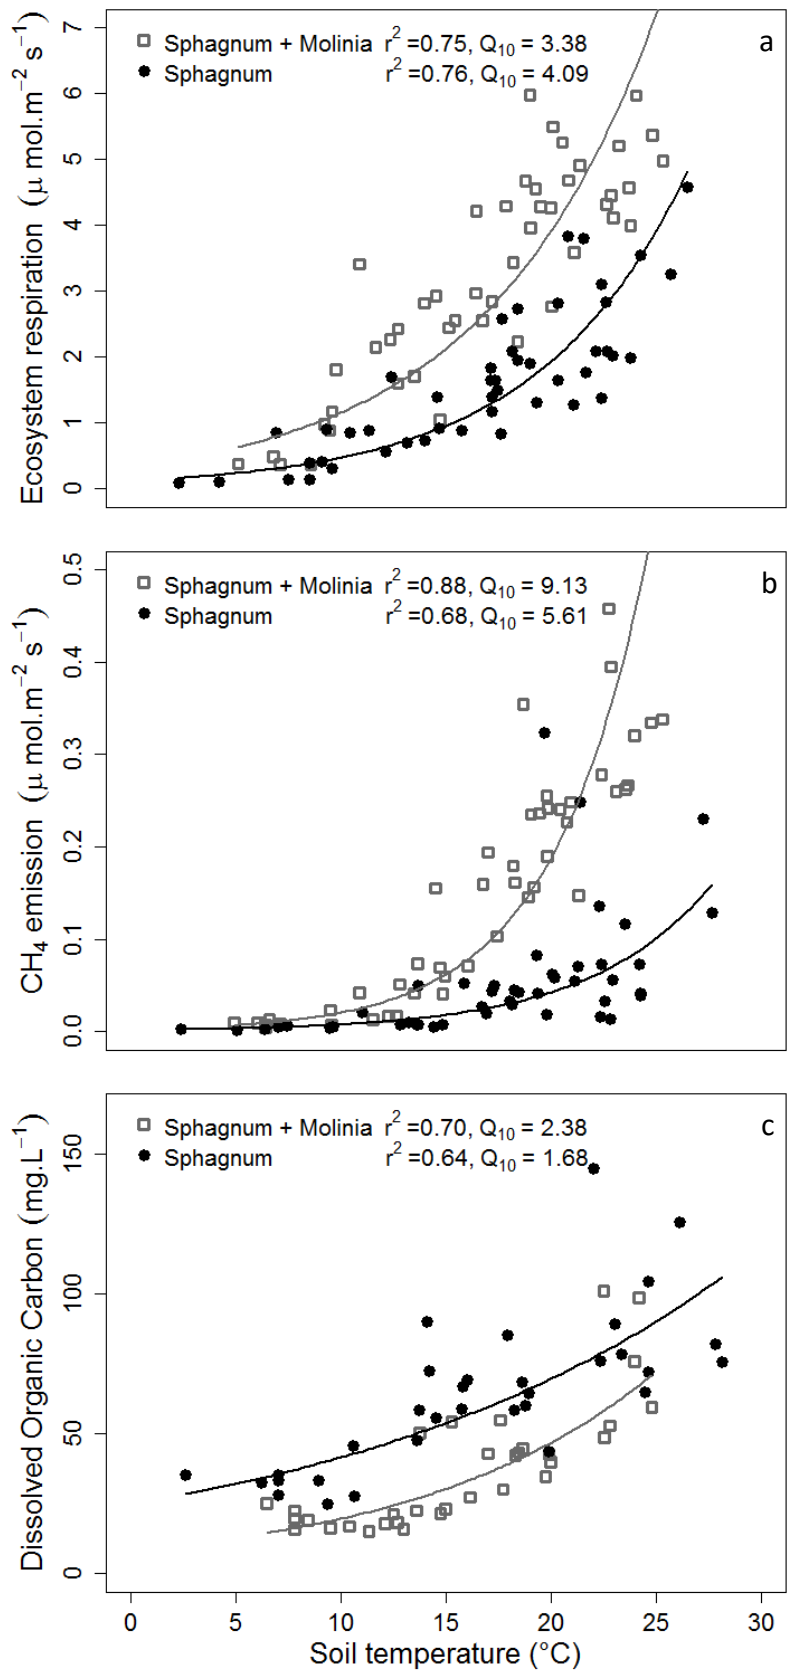 a
Sphagnum + Molinia r² =0.75, Q₁₀ = 3.38
Sphagnum r² =0.76, Q₁₀ = 4.09
7
6
5
4
3
2
1
0
Ecosystem respiration (μ mol.m⁻² s⁻¹)
b
Sphagnum + Molinia r² =0.88, Q₁₀ = 9.13
Sphagnum r² =0.68, Q₁₀ = 5.61
0.5
0.4
0.3
0.2
0.1
0.0
CH₄ emission (μ mol.m⁻² s⁻¹)
c
Sphagnum + Molinia r² =0.70, Q₁₀ = 2.38
Sphagnum r² =0.64, Q₁₀ = 1.68
150
100
50
0
Dissolved Organic Carbon (mg.L⁻¹)
0 5 10 15 20 25 30
Soil temperature (°C)